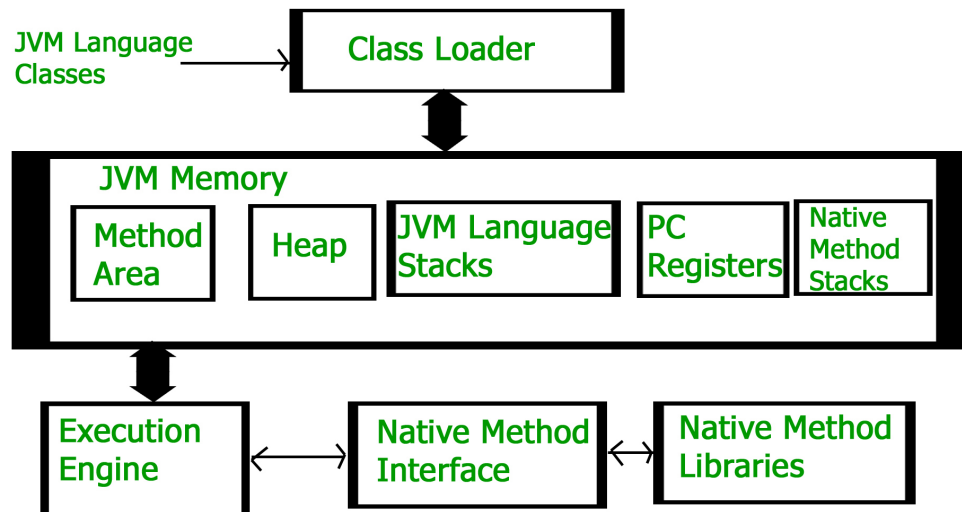 JVM Language
Classes
Class Loader
JVM Memory
Method
Area
Heap
JVM Language
Stacks
PC
Registers
Native
Method
Stacks
Execution
Engine
Native Method
Interface
Native Method
Libraries